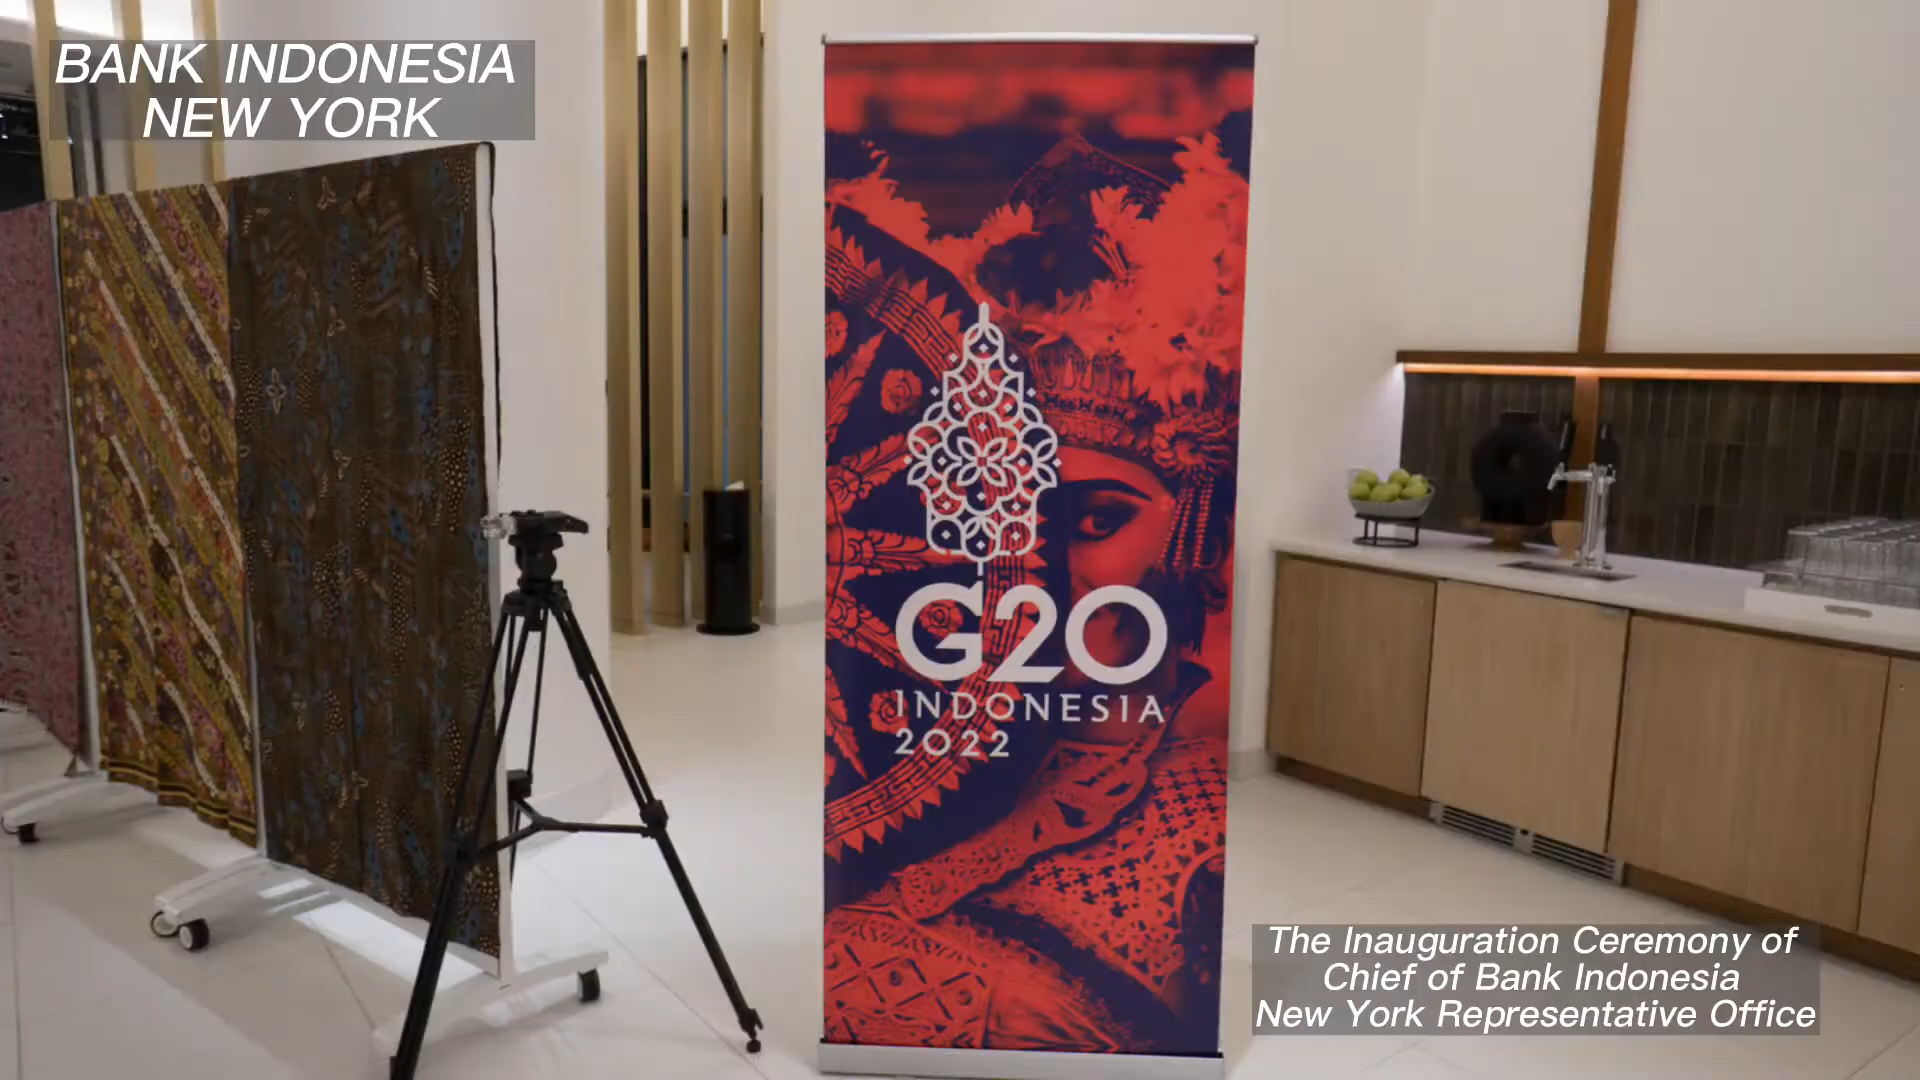 BANK INDONESIA
NEW YORK
G20
INDONESIA
2022
The Inauguration Ceremony of
Chief of Bank Indonesia
New York Representative Office